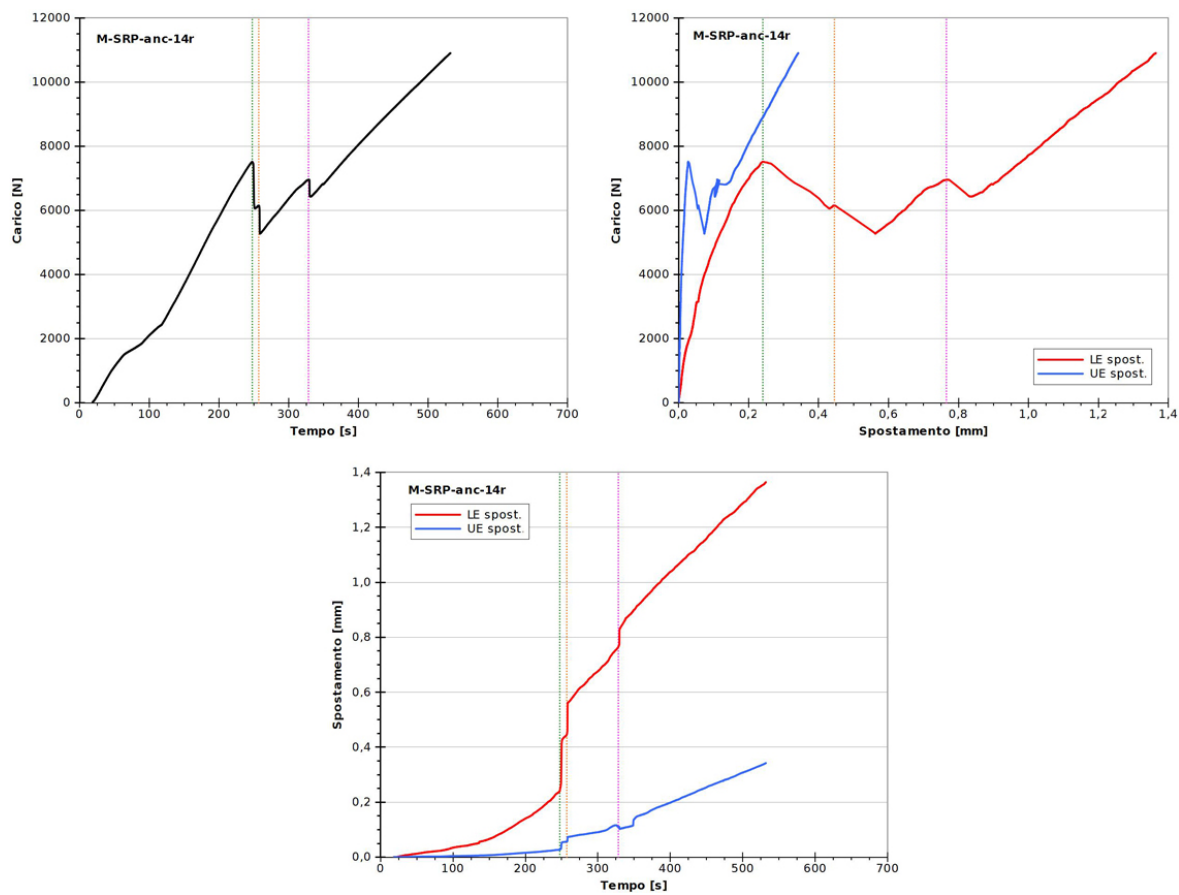 M-SRP-anc-14r
Carico [N]
12000
10000
8000
6000
4000
2000
0
0 100 200 300 400 500 600 700
Tempo [s]
M-SRP-anc-14r
Carico [N]
12000
10000
8000
6000
4000
2000
0
LE spost.
UE spost.
0,0 0,2 0,4 0,6 0,8 1,0 1,2 1,4
Spostamento [mm]
M-SRP-anc-14r
LE spost.
UE spost.
Spostamento [mm]
1,4
1,2
1,0
0,8
0,6
0,4
0,2
0,0
0 100 200 300 400 500 600 700
Tempo [s]